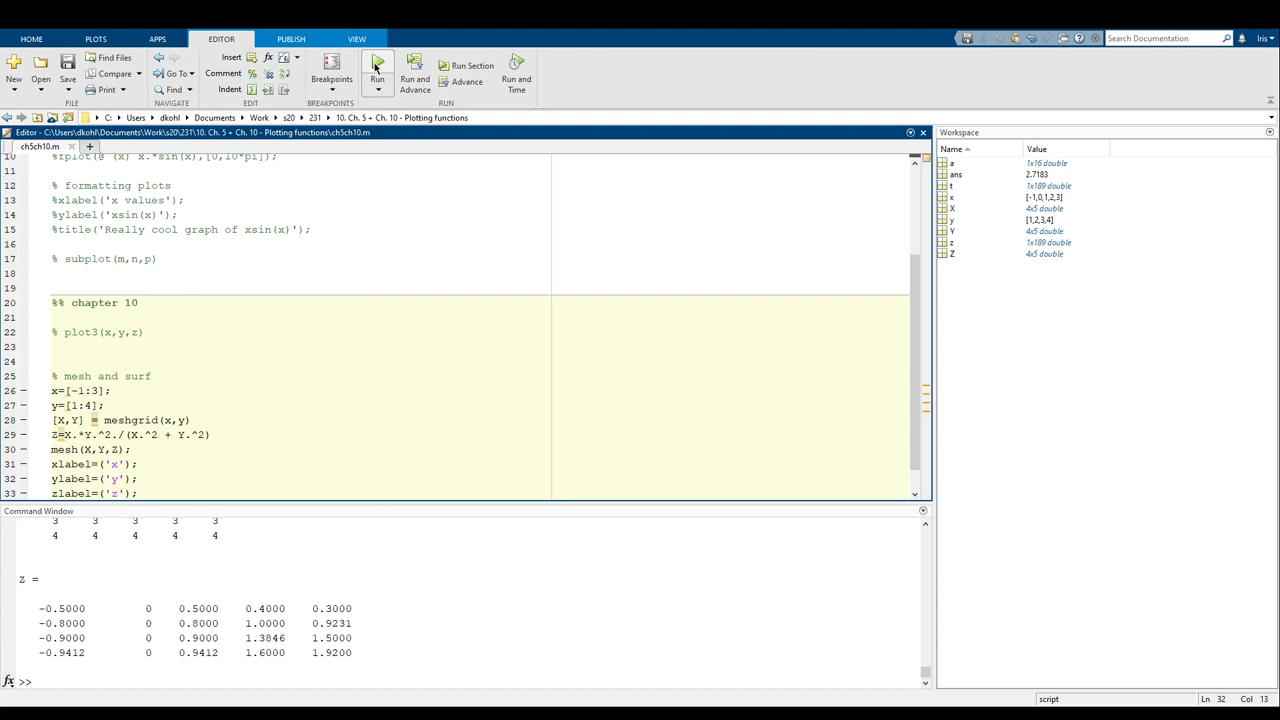 HOME PLOTS APPS EDITOR PUBLISH VIEW Search Documentation Iris
New Open Save Find Files Compare Print
Go To Find
Insert Comment Indent fx
Breakpoints Run Run and Advance Run Section Advance Run and Time
FILE NAVIGATE EDIT BREAKPOINTS RUN
C: Users dkohl Documents Work s20 231 10. Ch. 5 + Ch. 10 - Plotting functions
Editor - C:\Users\dkohl\Documents\Work\s20\231\10. Ch. 5 + Ch. 10 - Plotting functions\ch5ch10.m
ch5ch10.m
10 %fplot(@ (x) x.*sin(x),[0,10*pi]);
11
12 % formatting plots
13 %xlabel('x values');
14 %ylabel('xsin(x)');
15 %title('Really cool graph of xsin(x)');
16
17 % subplot(m,n,p)
18
19
20 %% chapter 10
21
22 % plot3(x,y,z)
23
24
25 % mesh and surf
26 x=[-1:3];
27 y=[1:4];
28 [X,Y] = meshgrid(x,y)
29 Z=X.*Y.^2./(X.^2 + Y.^2)
30 mesh(X,Y,Z);
31 xlabel=('x');
32 ylabel=('y');
33 zlabel=('z');
Workspace
Name Value
a 1x16 double
ans 2.7183
t 1x189 double
x [-1,0,1,2,3]
X 4x5 double
y [1,2,3,4]
Y 4x5 double
z 1x189 double
Z 4x5 double
Command Window
3 3 3 3 3
4 4 4 4 4
Z =
-0.5000 0 0.5000 0.4000 0.3000
-0.8000 0 0.8000 1.0000 0.9231
-0.9000 0 0.9000 1.3846 1.5000
-0.9412 0 0.9412 1.6000 1.9200
fx >>
script Ln 32 Col 13